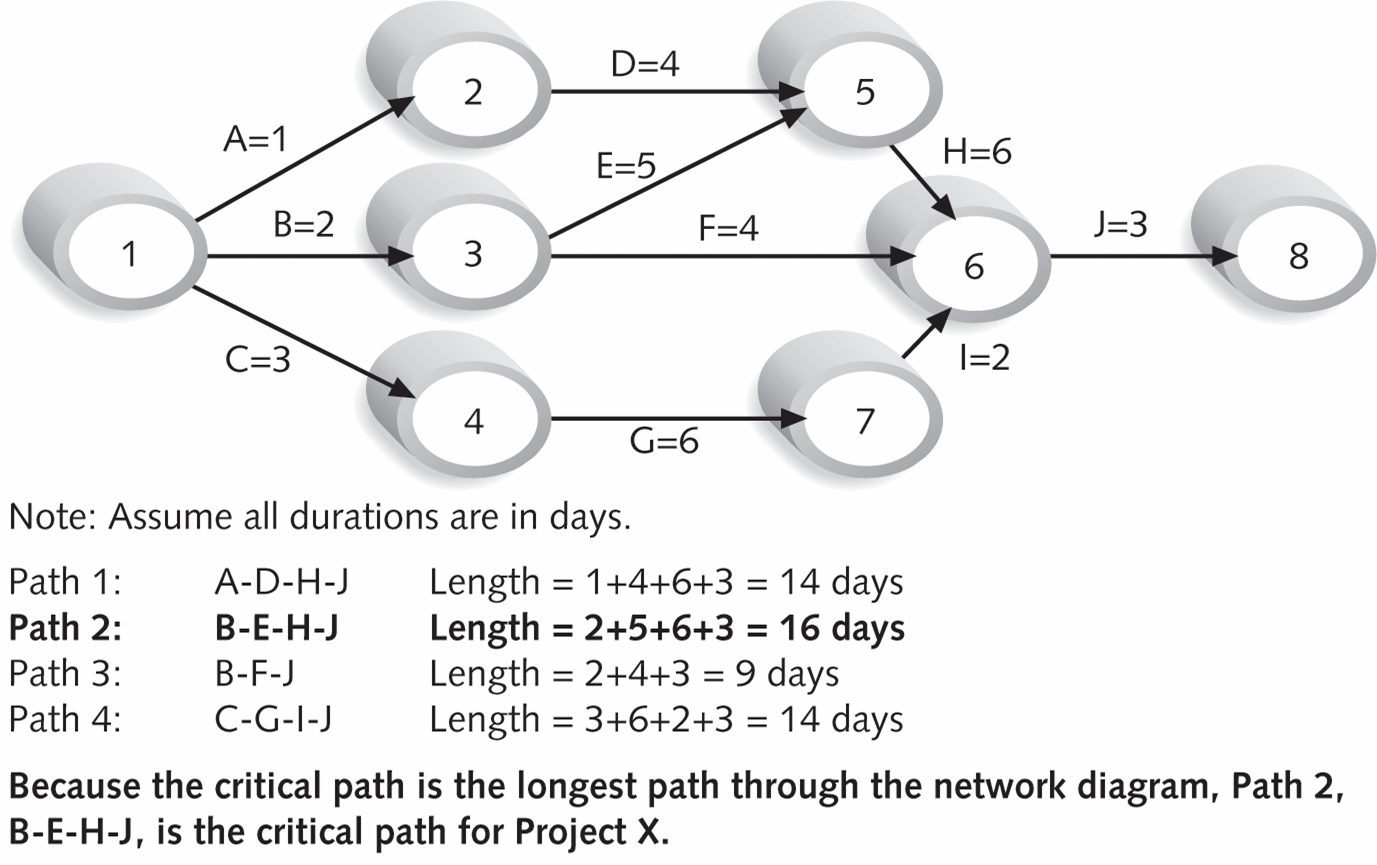 D=4
2
5
A=1
H=6
E=5
B=2
F=4
J=3
1
3
6
8
C=3
I=2
4
7
G=6
Note: Assume all durations are in days.
Path 1: A-D-H-J Length = 1+4+6+3 = 14 days
Path 2: B-E-H-J Length = 2+5+6+3 = 16 days
Path 3: B-F-J Length = 2+4+3 = 9 days
Path 4: C-G-I-J Length = 3+6+2+3 = 14 days
Because the critical path is the longest path through the network diagram, Path 2,
B-E-H-J, is the critical path for Project X.